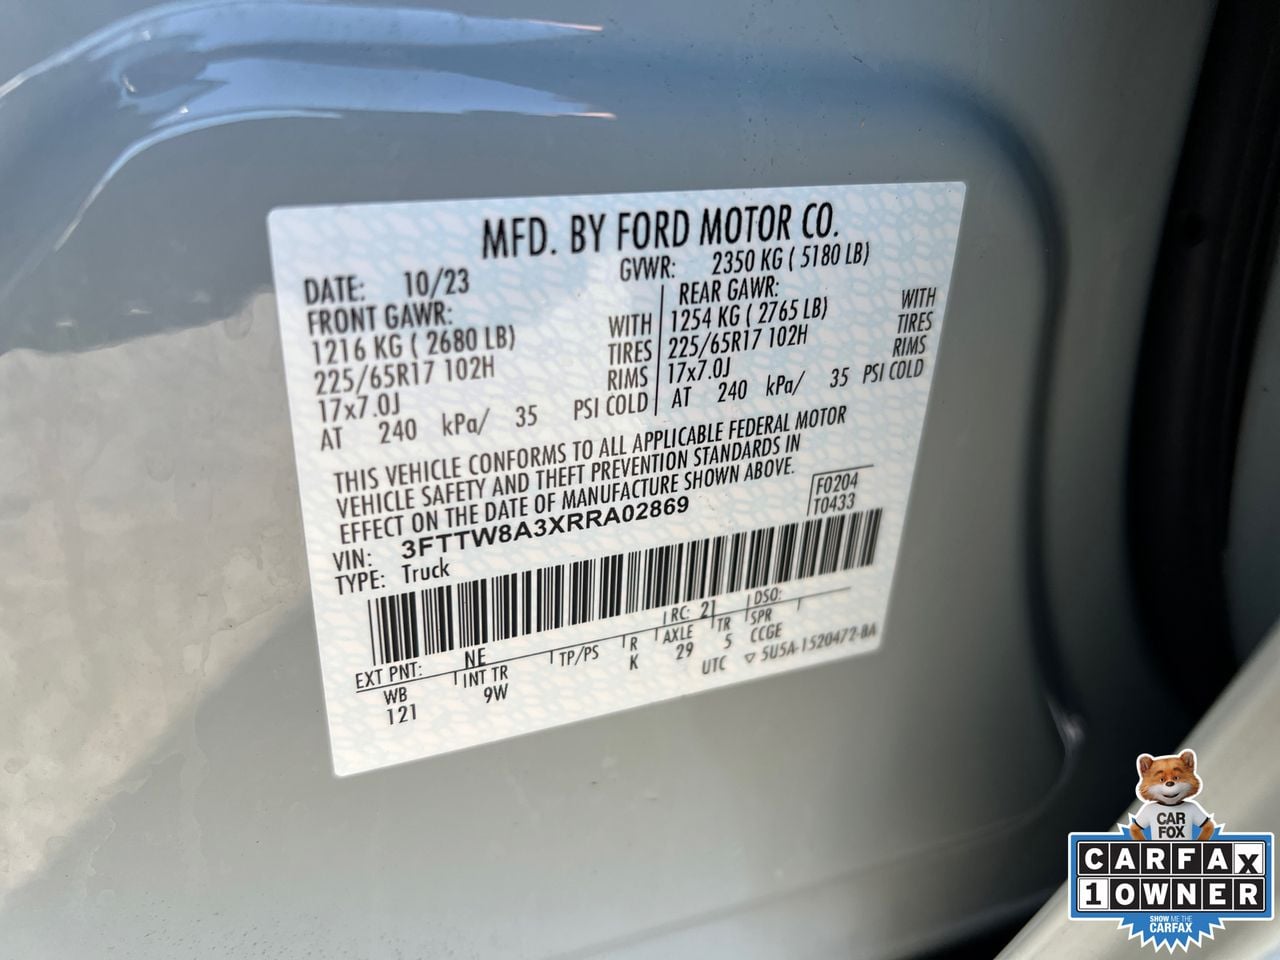 MFD. BY FORD MOTOR CO.
DATE: 10/23
GVWR: 2350 KG ( 5180 LB)
FRONT GAWR:
1216 KG ( 2680 LB) WITH
225/65R17 102H TIRES
17x7.0J RIMS
AT 240 kPa/ 35 PSI COLD
REAR GAWR:
1254 KG ( 2765 LB) WITH
225/65R17 102H TIRES
17x7.0J RIMS
AT 240 kPa/ 35 PSI COLD
THIS VEHICLE CONFORMS TO ALL APPLICABLE FEDERAL MOTOR
VEHICLE SAFETY AND THEFT PREVENTION STANDARDS IN
EFFECT ON THE DATE OF MANUFACTURE SHOWN ABOVE.
VIN: 3FTTW8A3XRRA02869
TYPE: Truck
F0204
T0433
EXT PNT: NE RC: 21 DSO:
WB INT TR TP/PS R AXLE TR SPR
121 9W K 29 5 CCGE
UTC ▽ 5U5A-1520472-BA
CAR
FOX
CARFAX
1 OWNER
SHOW ME THE
CARFAX